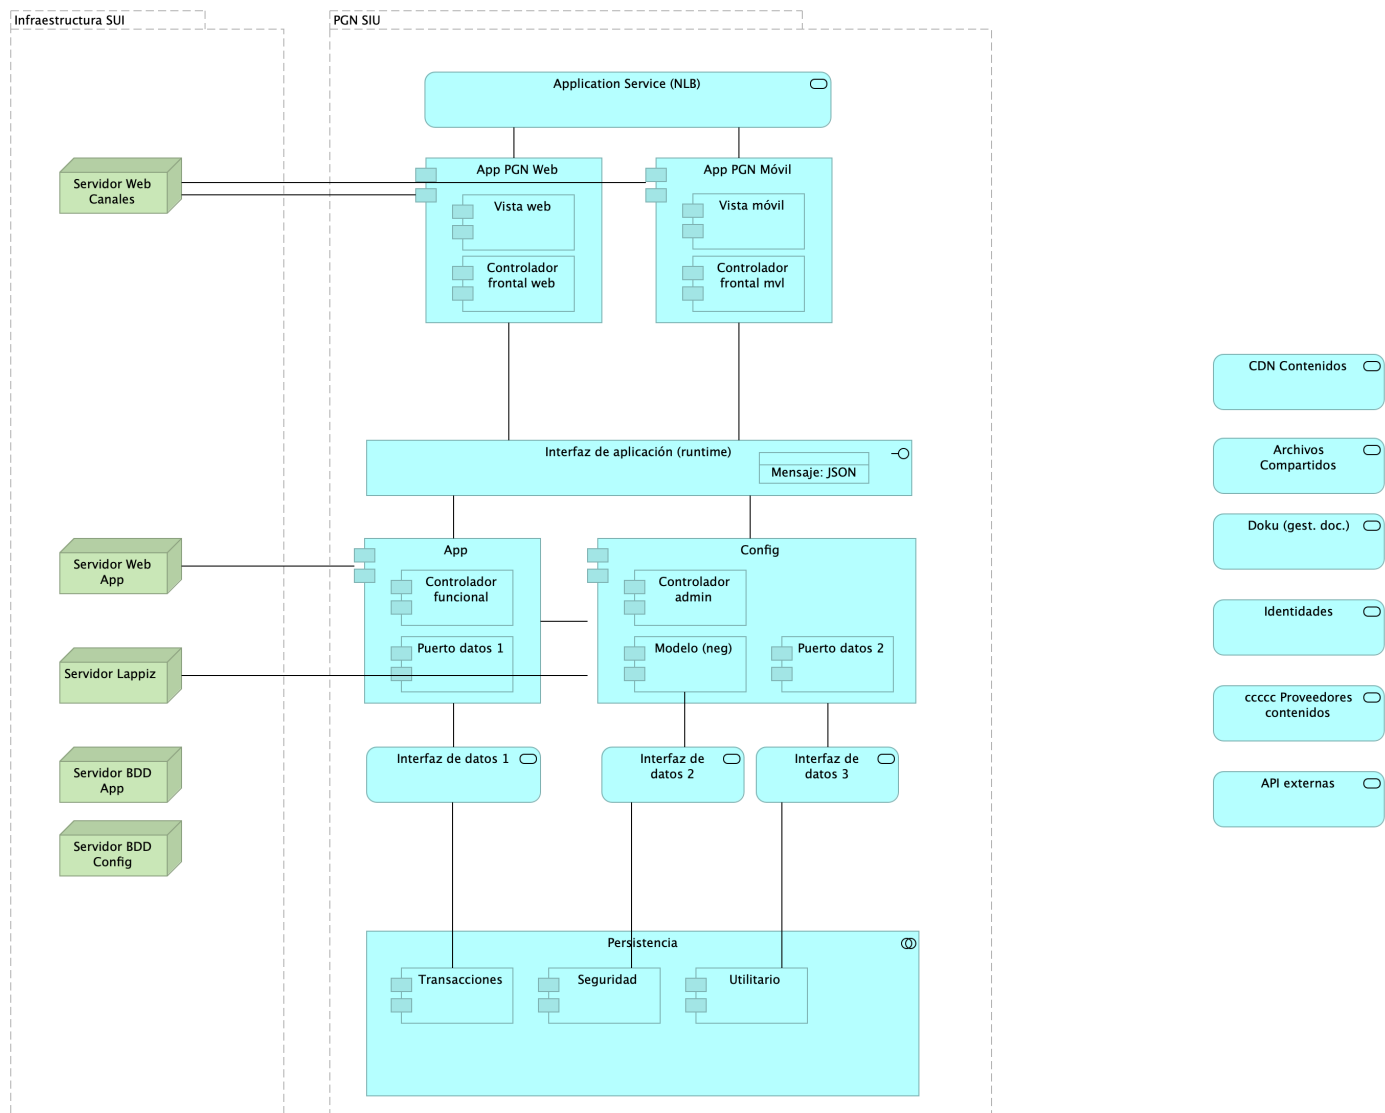 Infraestructura SUI
PGN SIU
Application Service (NLB)
Servidor Web
Canales
App PGN Web
Vista web
Controlador
frontal web
App PGN Móvil
Vista móvil
Controlador
frontal mvl
Interfaz de aplicación (runtime)
Mensaje: JSON
Servidor Web
App
App
Controlador
funcional
Puerto datos 1
Config
Controlador
admin
Modelo (neg)
Puerto datos 2
Servidor Lappiz
Servidor BDD
App
Servidor BDD
Config
Interfaz de datos 1
Interfaz de
datos 2
Interfaz de
datos 3
Persistencia
Transacciones
Seguridad
Utilitario
CDN Contenidos
Archivos
Compartidos
Doku (gest. doc.)
Identidades
ccccc Proveedores
contenidos
API externas